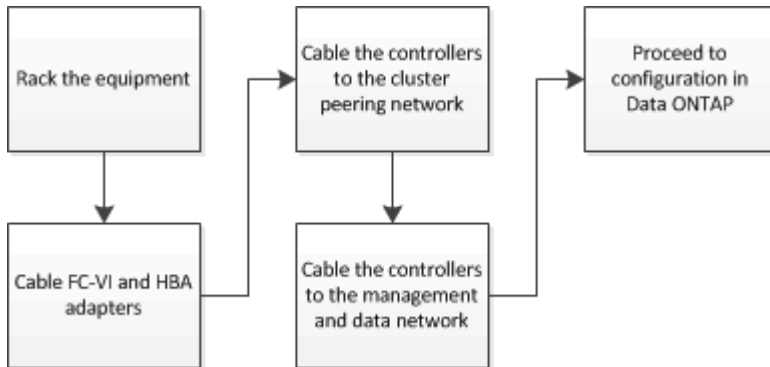 Rack the equipment
Cable FC-VI and HBA
adapters
Cable the controllers
to the cluster
peering network
Cable the controllers
to the management
and data network
Proceed to
configuration in
Data ONTAP